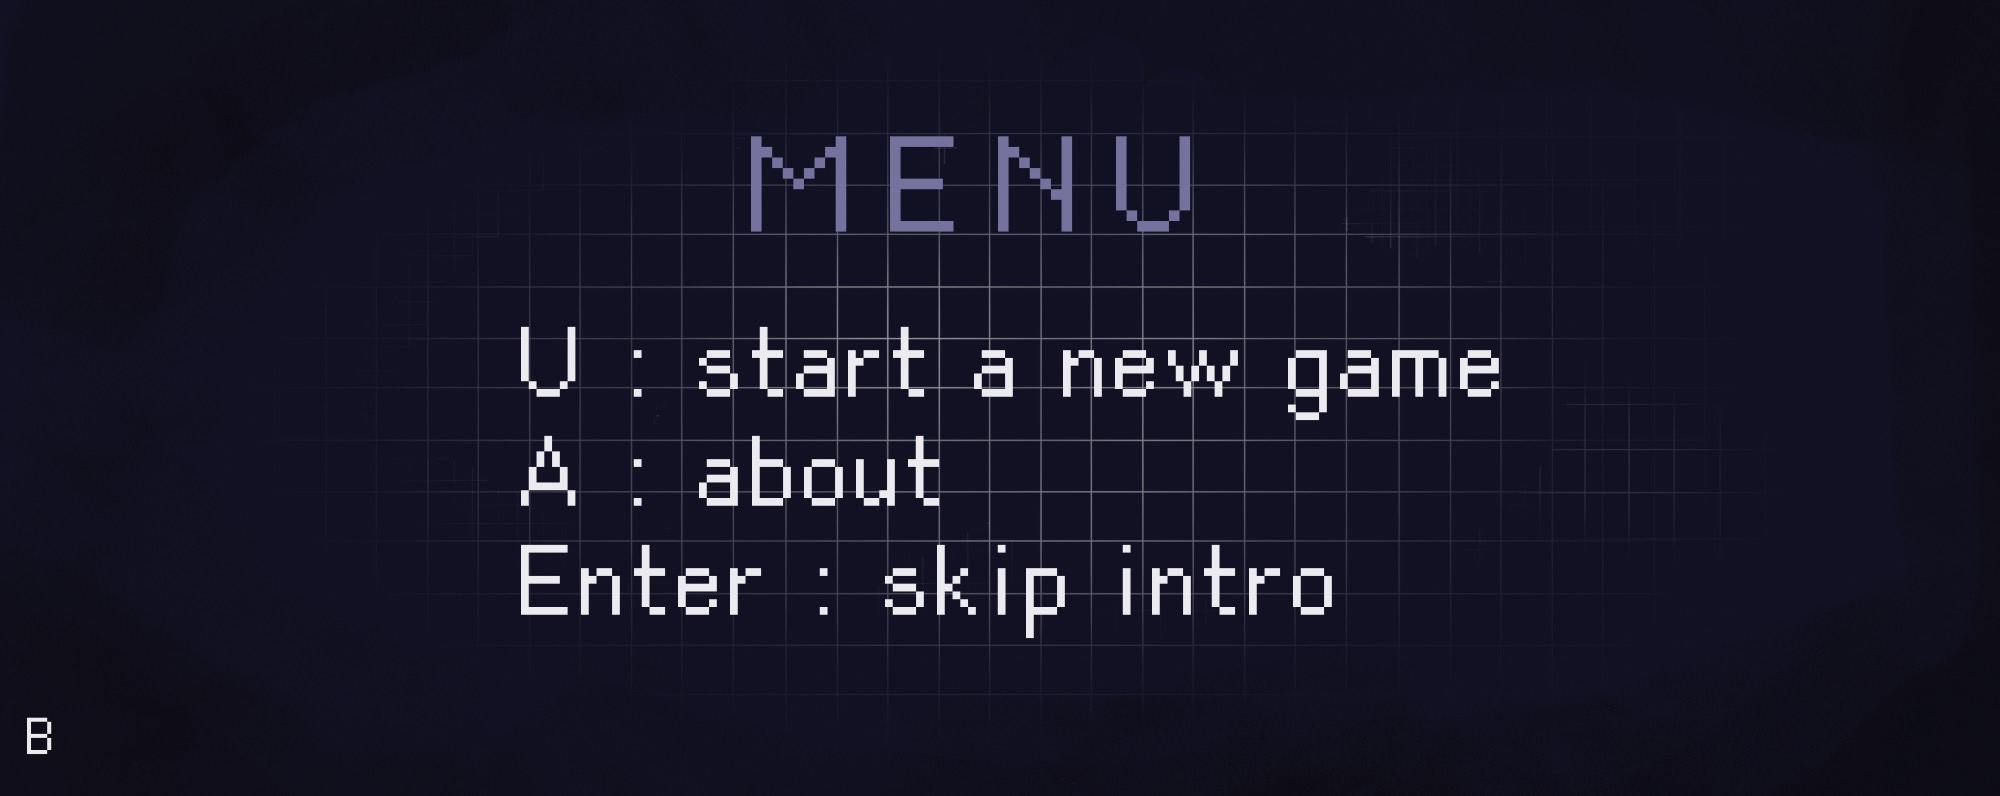 MENU
U : start a new game
A : about
Enter : skip intro
B